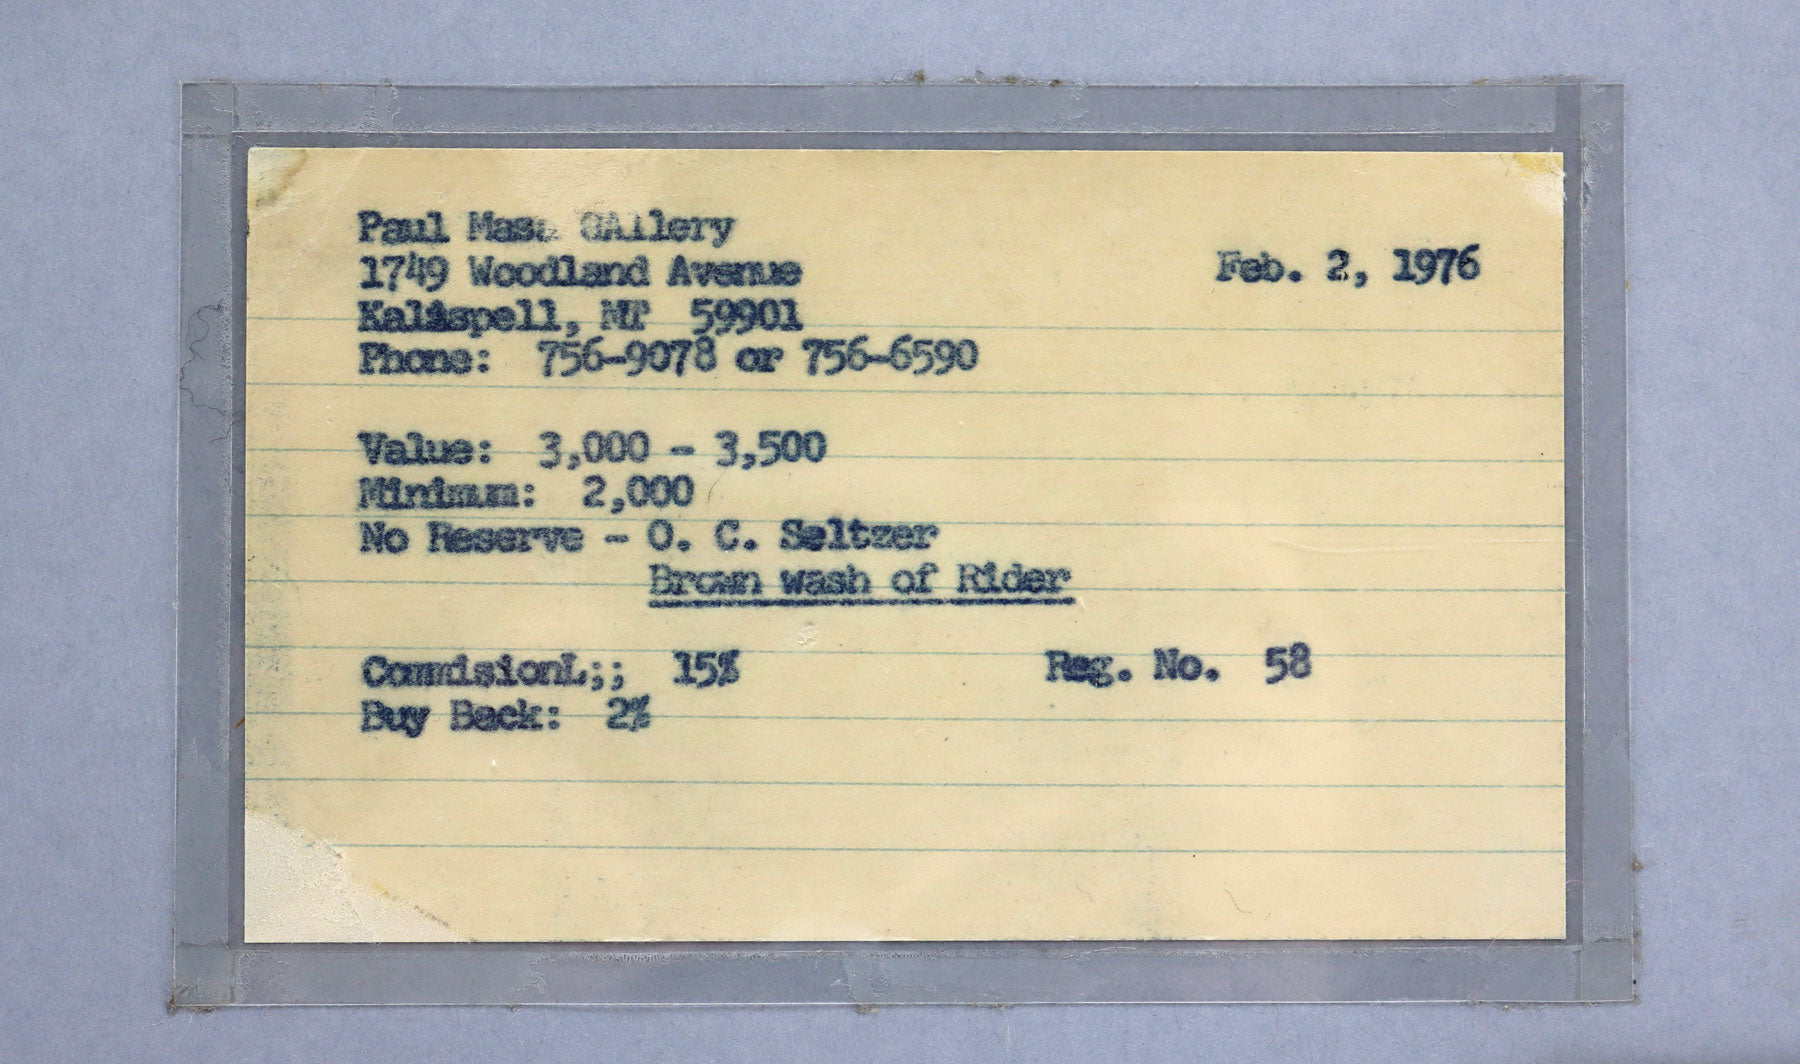 Paul Gallery
1749 Woodland Avenue
Feb. 2, 1976
Kalispell, MT 59901
Phone: 756-9078 or 756-6590
Value: 3,000 - 3,500
Minimum: 2,000
No Reserve - O. C. Seltzer
Brown wash of Rider
CommisionL;; 15%
Reg. No. 58
Buy Back: 2%